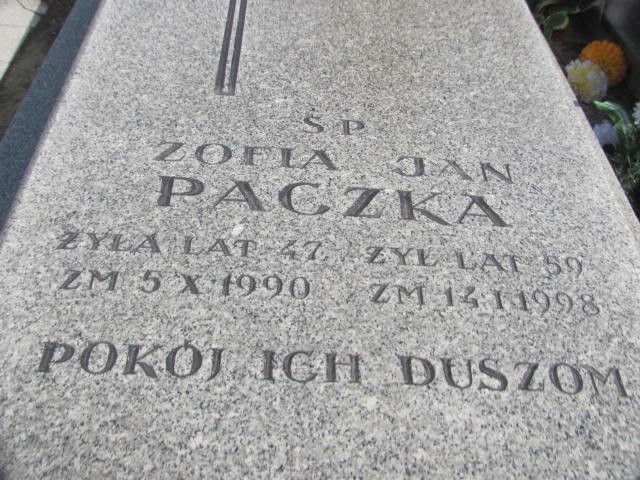 ŚP
ZOFIA JAN
PACZKA
ŻYŁA LAT 47 ŻYŁ LAT 59
ZM 5 X 1990 ZM 14 I 1998
POKÓJ ICH DUSZOM